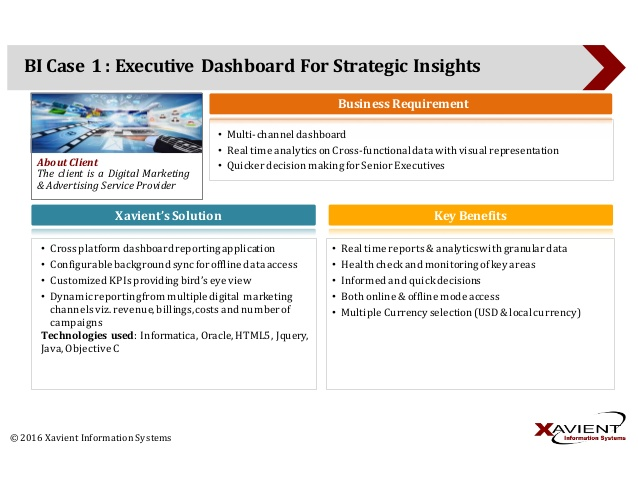 BI Case 1 : Executive Dashboard For Strategic Insights
Business Requirement
• Multi-channel dashboard
• Real time analytics on Cross-functional data with visual representation
• Quicker decision making for Senior Executives
About Client
The client is a Digital Marketing
& Advertising Service Provider
Xavient's Solution
• Cross platform dashboard reporting application
• Configurable background sync for offline data access
• Customized KPIs providing bird's eye view
• Dynamic reporting from multiple digital marketing
channels viz. revenue, billings, costs and number of
campaigns
Technologies used: Informatica, Oracle, HTML5, Jquery,
Java, Objective C
Key Benefits
• Real time reports & analytics with granular data
• Health check and monitoring of key areas
• Informed and quick decisions
• Both online & offline mode access
• Multiple Currency selection (USD & local currency)
© 2016 Xavient Information Systems
XAVIENT
Information Systems